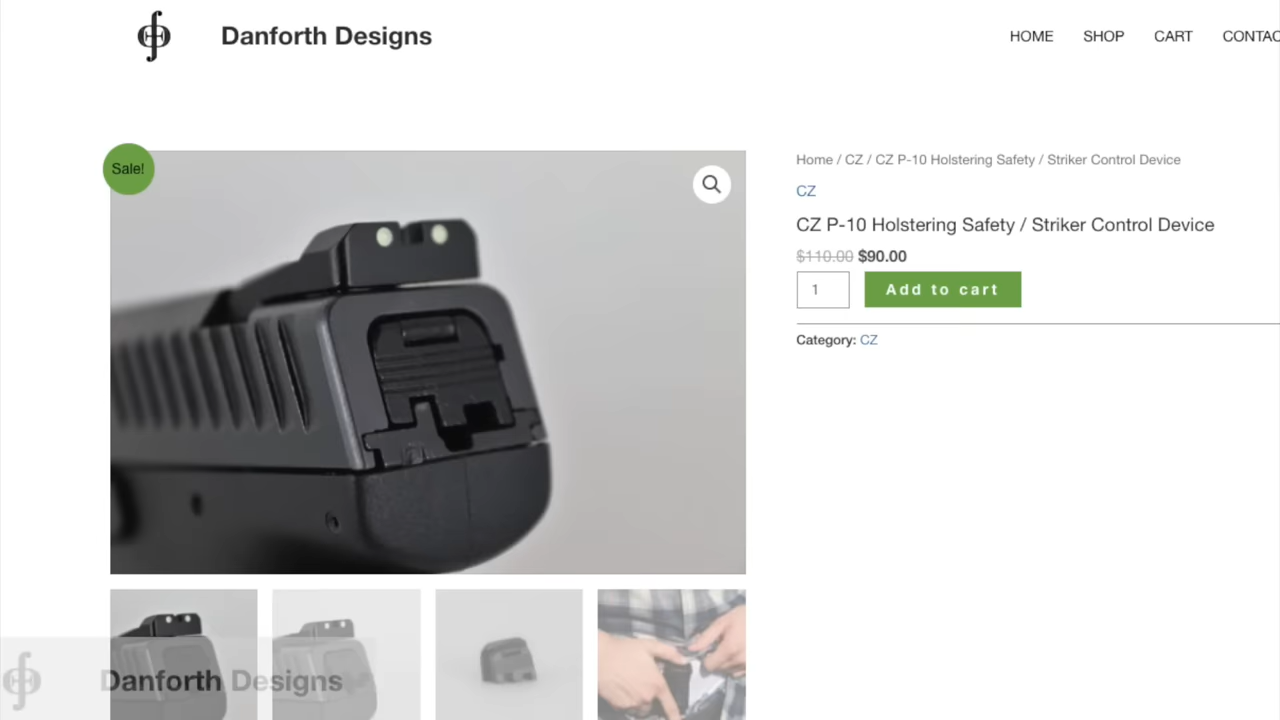 Danforth Designs
HOME SHOP CART CONTAC
Sale!
Home / CZ / CZ P-10 Holstering Safety / Striker Control Device
CZ
CZ P-10 Holstering Safety / Striker Control Device
$110.00 $90.00
1 Add to cart
Category: CZ
Danforth Designs